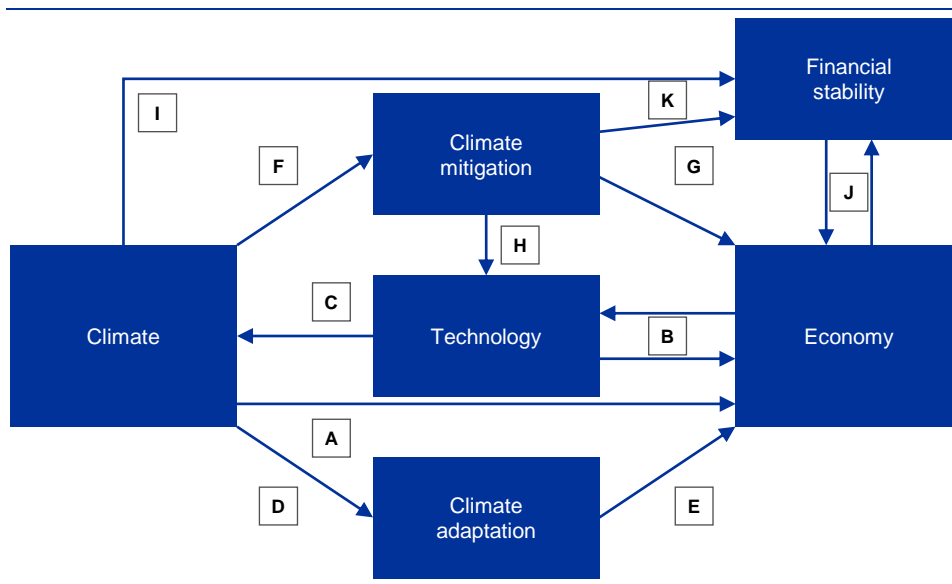 Financial
stability
I
K
Climate
mitigation
F
G
J
H
C
Climate
Technology
B
Economy
A
D
Climate
adaptation
E